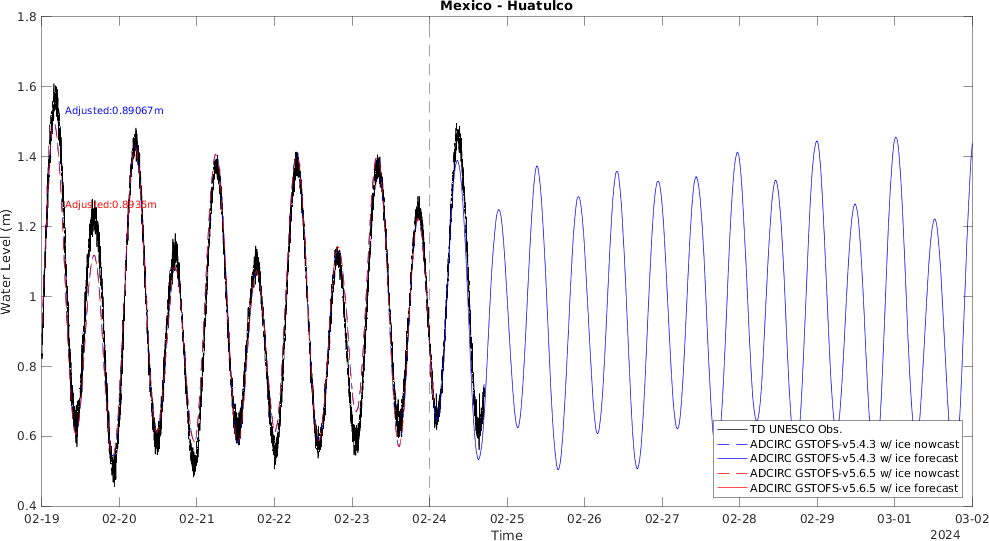 Mexico - Huatulco
1.8
1.6
1.4
1.2
1
0.8
0.6
0.4
Water Level (m)
Adjusted:0.89067m
Adjusted:0.8935m
TD UNESCO Obs.
ADCIRC GSTOFS-v5.4.3 w/ ice nowcast
ADCIRC GSTOFS-v5.4.3 w/ ice forecast
ADCIRC GSTOFS-v5.6.5 w/ ice nowcast
ADCIRC GSTOFS-v5.6.5 w/ ice forecast
02-19 02-20 02-21 02-22 02-23 02-24 02-25 02-26 02-27 02-28 02-29 03-01 03-02
Time
2024